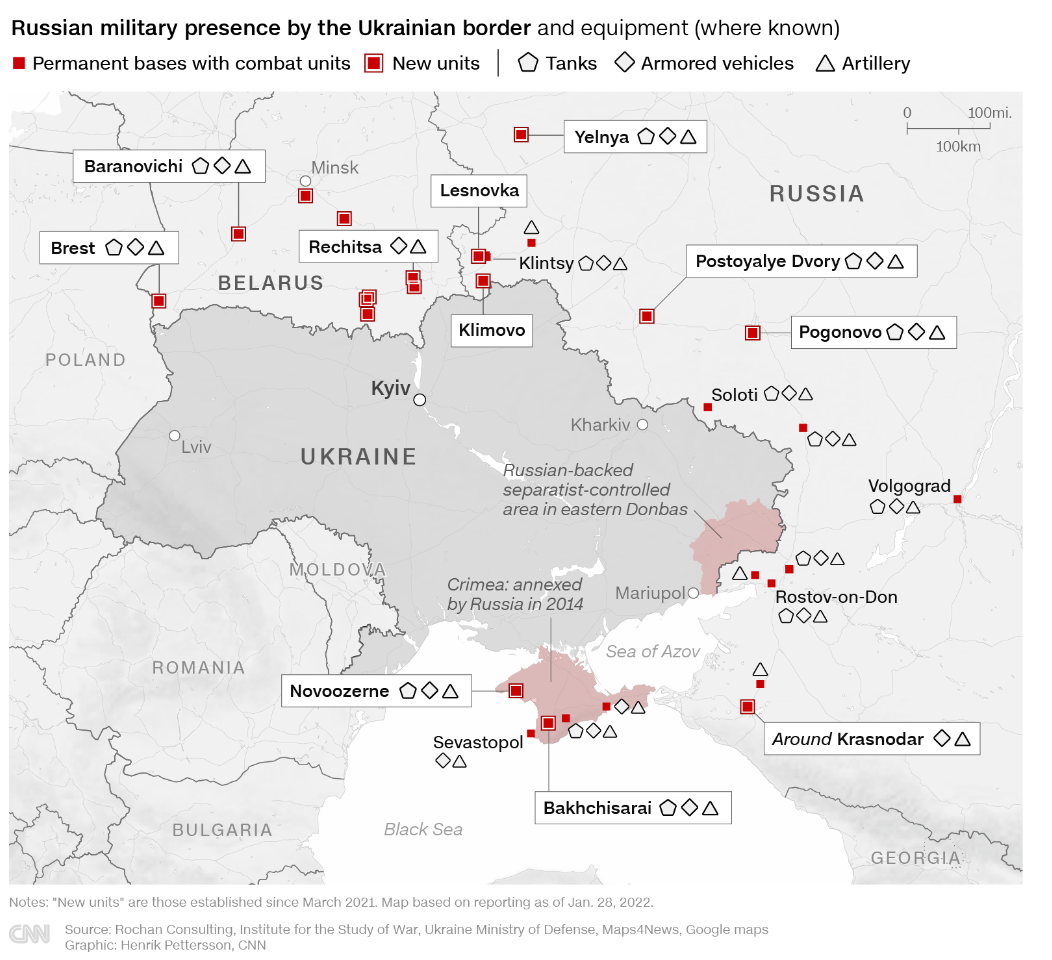 Russian military presence by the Ukrainian border and equipment (where known)
Permanent bases with combat units New units Tanks Armored vehicles Artillery
0 100mi.
100km
Yelnya
Baranovichi
Minsk
Lesnovka
RUSSIA
Brest
Rechitsa
Klintsy
Postoyalye Dvory
BELARUS
Klimovo
Pogonovo
POLAND
Kyiv
Soloti
Lviv
Kharkiv
UKRAINE
Russian-backed
separatist-controlled
area in eastern Donbas
Volgograd
MOLDOVA
Crimea: annexed
by Russia in 2014
Mariupol
Rostov-on-Don
Sea of Azov
ROMANIA
Novoozerne
Sevastopol
Around Krasnodar
Bakhchisarai
BULGARIA
Black Sea
GEORGIA
Notes: "New units" are those established since March 2021. Map based on reporting as of Jan. 28, 2022.
CNN
Source: Rochan Consulting, Institute for the Study of War, Ukraine Ministry of Defense, Maps4News, Google maps
Graphic: Henrik Pettersson, CNN